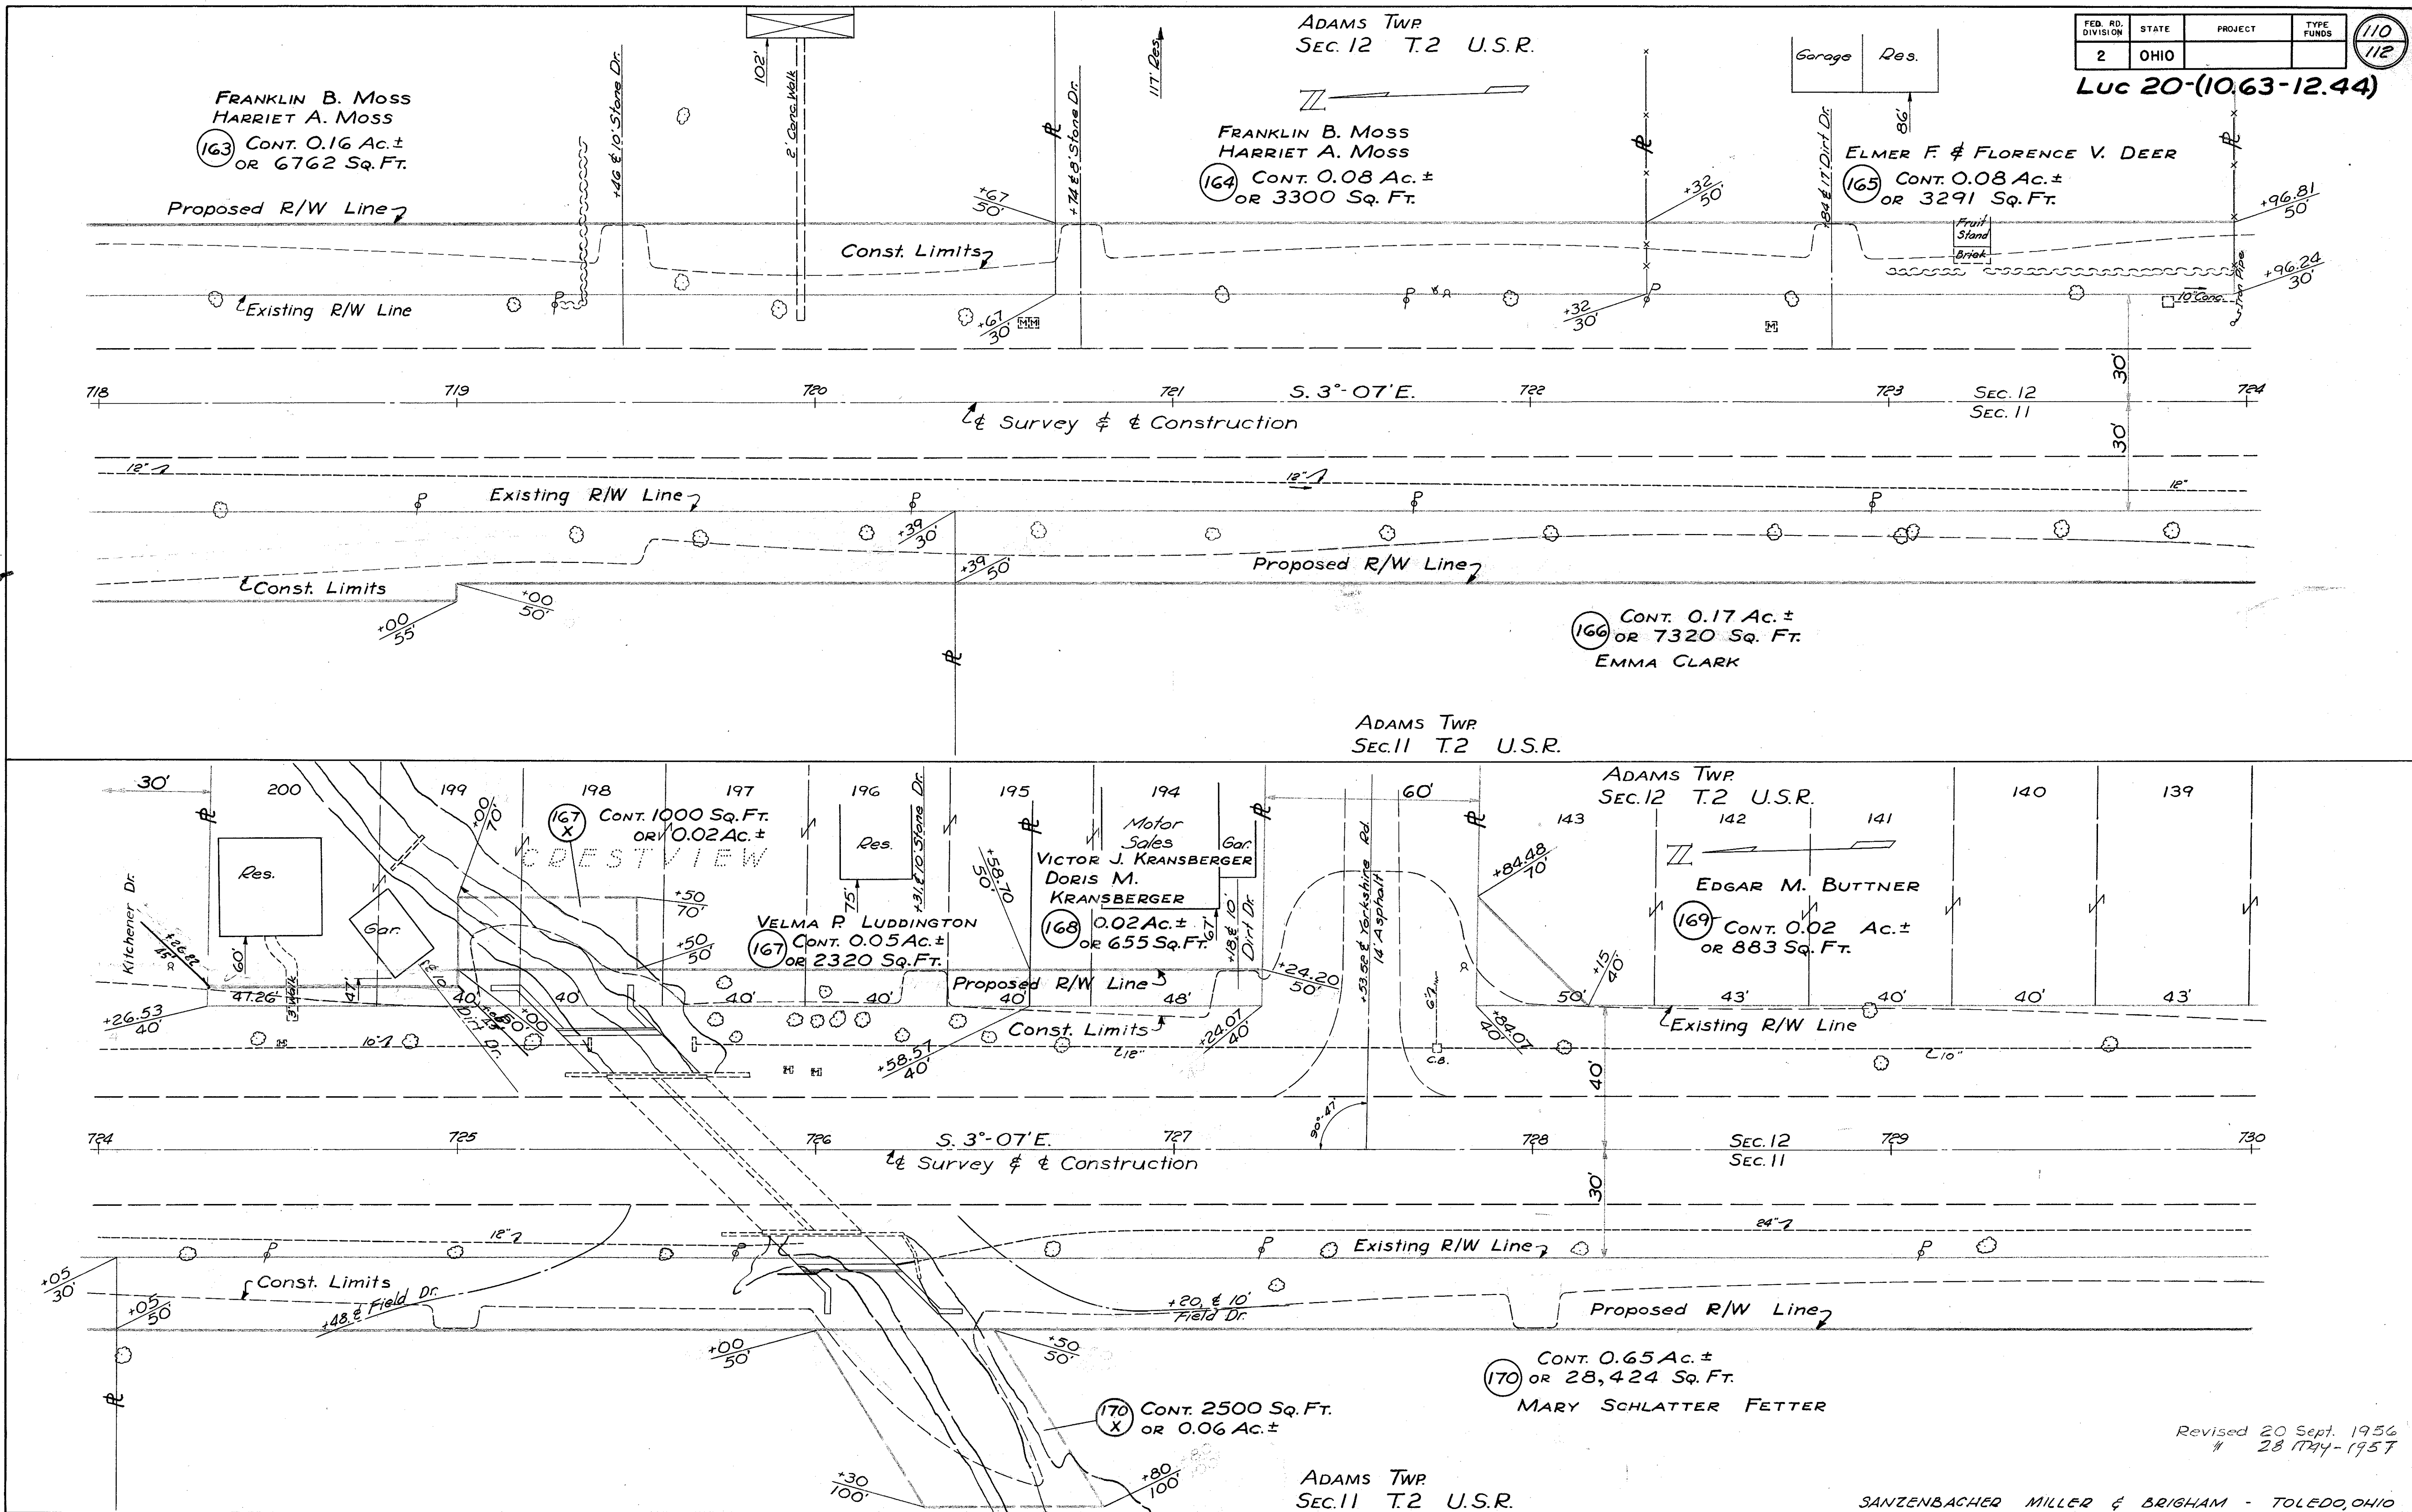 ADAMS TWP.
SEC. 12 T.2 U.S.R.
FED. RD. DIVISION STATE PROJECT TYPE FUNDS
2 OHIO
110
112
LUC 20-(10.63-12.44)
FRANKLIN B. MOSS
HARRIET A. MOSS
163 CONT. 0.16 AC.±
OR 6762 SQ. FT.
+46 ℄ 10' Stone Dr.
102'
2' Conc. Walk
117' Res.
+74 ℄ 8' Stone Dr.
FRANKLIN B. MOSS
HARRIET A. MOSS
164 CONT. 0.08 AC.±
OR 3300 SQ. FT.
Garage Res.
86'
+84 ℄ 17' Dirt Dr.
ELMER F. & FLORENCE V. DEER
165 CONT. 0.08 AC.±
OR 3291 SQ. FT.
Proposed R/W Line
+67
50'
+32
50'
+96.81
50'
Fruit
Stand
Brick
Const. Limits
Existing R/W Line
+67
30'
M M
+32
30'
M
10" Conc.
Iron Pipe
+96.24
30'
718 719 720 721 S. 3°-07' E. 722 723 SEC. 12 724
SEC. 11
30'
30'
℄ Survey & ℄ Construction
12"
12"
12"
Existing R/W Line
+39
30'
+39
50'
Proposed R/W Line
Const. Limits
+00
50'
+00
55'
166 CONT. 0.17 AC.±
OR 7320 SQ. FT.
EMMA CLARK
ADAMS TWP.
SEC. 11 T.2 U.S.R.
ADAMS TWP.
SEC. 12 T.2 U.S.R.
30' 200 199 198 197 196 195 194 60' 143 142 141 140 139
+00
70'
167 X CONT. 1000 SQ. FT.
OR 0.02 AC.±
CRESTVIEW
Kitchener Dr.
Res.
Gar.
60'
3' Walk
47'
+26.82
45'
+26.53
40'
47.26' 40' 40' 40' 40' 40' 48' 50' 43' 40' 40' 43'
+50
70'
+50
50'
Res.
75'
+31 ℄ 10' Stone Dr.
VELMA P. LUDDINGTON
167 CONT. 0.05 AC.±
OR 2320 SQ. FT.
+58.70
50'
Motor
Sales
Gar.
VICTOR J. KRANSBERGER
DORIS M.
KRANSBERGER
168 0.02 AC.±
OR 655 SQ. FT.
67'
+18 ℄ 10'
Dirt Dr.
+24.20
50'
+53.52 ℄ Yorkshire Rd.
14' Asphalt
+84.48
70'
EDGAR M. BUTTNER
169 CONT. 0.02 AC.±
OR 883 SQ. FT.
+15
40'
Proposed R/W Line
Const. Limits
+58.57
40'
+24.07
40'
+84.07
40'
Existing R/W Line
+00
50'
Dirt Dr.
10"
12"
6"
C.B.
10"
40'
90°-47'
724 725 726 S. 3°-07' E. 727 728 SEC. 12 729 730
SEC. 11
℄ Survey & ℄ Construction
30'
12"
24"
Existing R/W Line
+05
30'
+05
50'
Const. Limits
+48 ℄ Field Dr.
+20 ℄ 10'
Field Dr.
Proposed R/W Line
+00
50'
+50
50'
170 CONT. 0.65 AC.±
OR 28,424 SQ. FT.
MARY SCHLATTER FETTER
170 X CONT. 2500 SQ. FT.
OR 0.06 AC.±
+30
100'
+80
100'
ADAMS TWP.
SEC. 11 T.2 U.S.R.
Revised 20 Sept. 1956
" 28 MAY-1957
SANZENBACHER MILLER & BRIGHAM - TOLEDO, OHIO